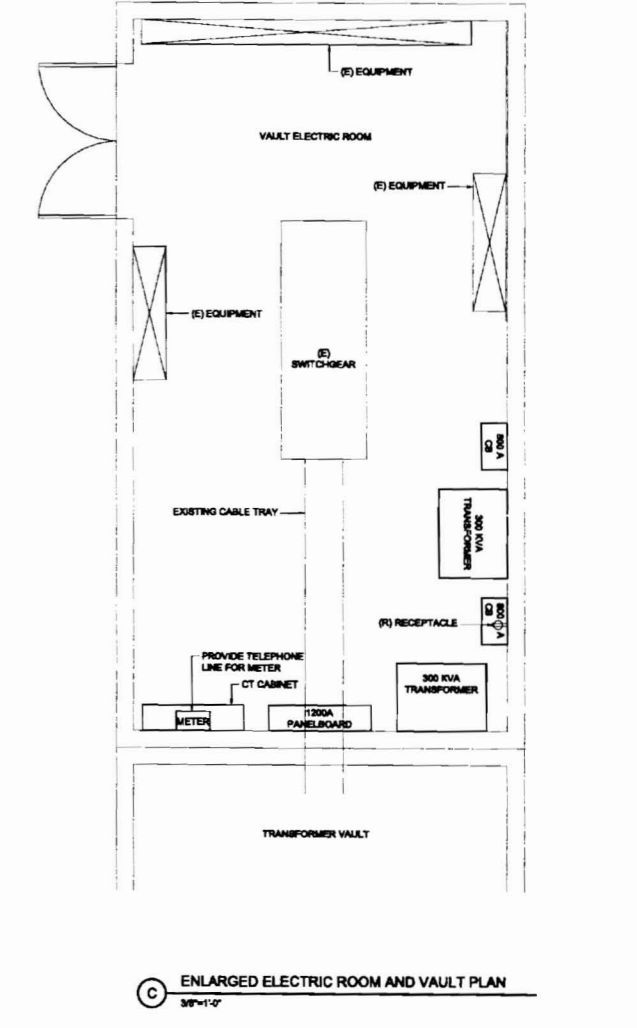 (E) EQUIPMENT
VAULT ELECTRIC ROOM
(E) EQUIPMENT
(E) EQUIPMENT
(E)
SWITCHGEAR
800 A
CB
EXISTING CABLE TRAY
300 KVA
TRANSFORMER
(R) RECEPTACLE
800 A
CB
PROVIDE TELEPHONE
LINE FOR METER
CT CABINET
METER
1200A
PANELBOARD
300 KVA
TRANSFORMER
TRANSFORMER VAULT
C
ENLARGED ELECTRIC ROOM AND VAULT PLAN
3/8"=1'-0"